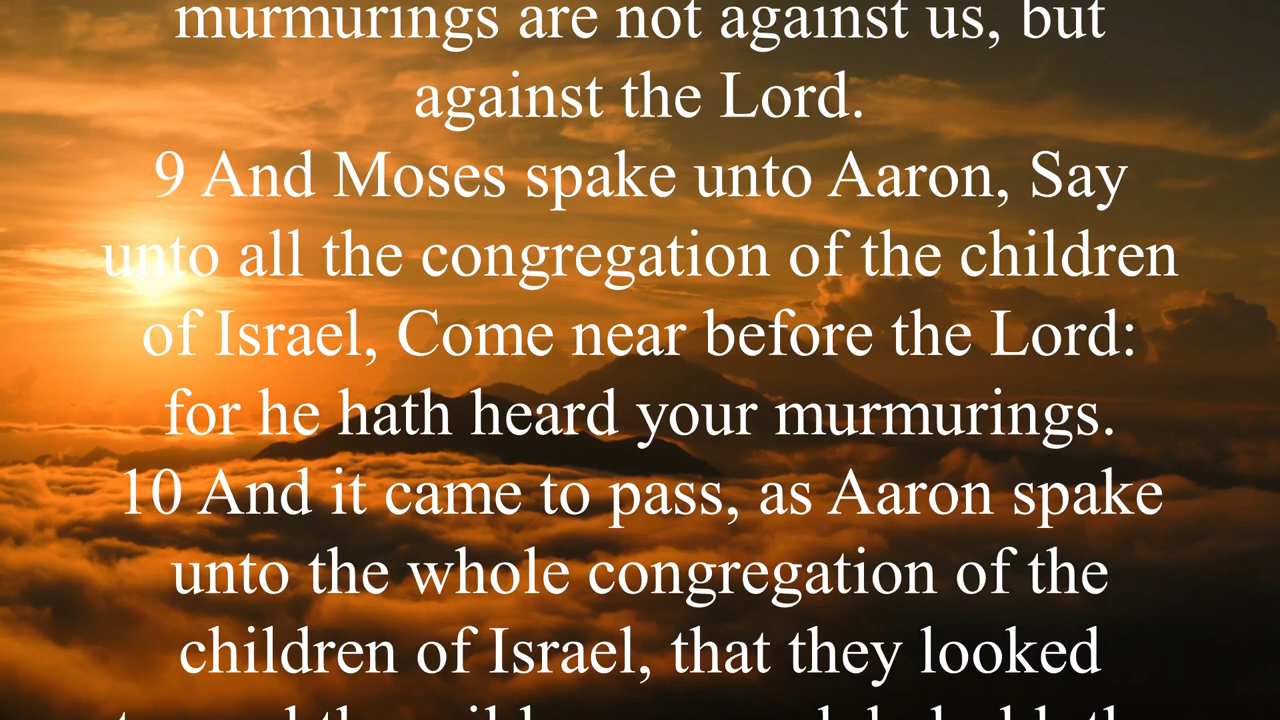 murmurings are not against us, but
against the Lord.
9 And Moses spake unto Aaron, Say
unto all the congregation of the children
of Israel, Come near before the Lord:
for he hath heard your murmurings.
10 And it came to pass, as Aaron spake
unto the whole congregation of the
children of Israel, that they looked